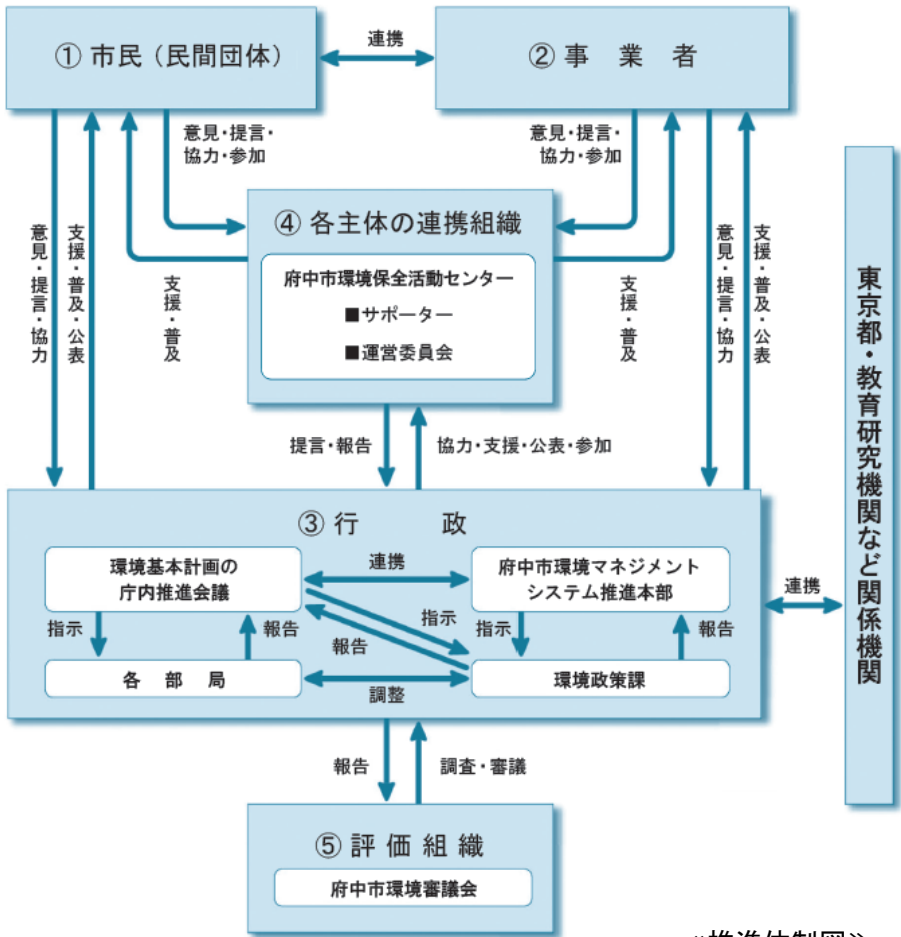 ① 市民（民間団体）
連携
② 事業者
意見・提言・
協力・参加
意見・提言・
協力・参加
④ 各主体の連携組織
府中市環境保全活動センター
■サポーター
■運営委員会
意見・提言・協力
支援・普及・公表
支援・普及
支援・普及
意見・提言・協力
支援・普及・公表
東京都・教育研究機関など関係機関
提言・報告
協力・支援・公表・参加
③ 行政
環境基本計画の
庁内推進会議
連携
府中市環境マネジメント
システム推進本部
連携
指示
報告
指示
報告
指示
報告
各部局
調整
環境政策課
報告
調査・審議
⑤ 評価組織
府中市環境審議会